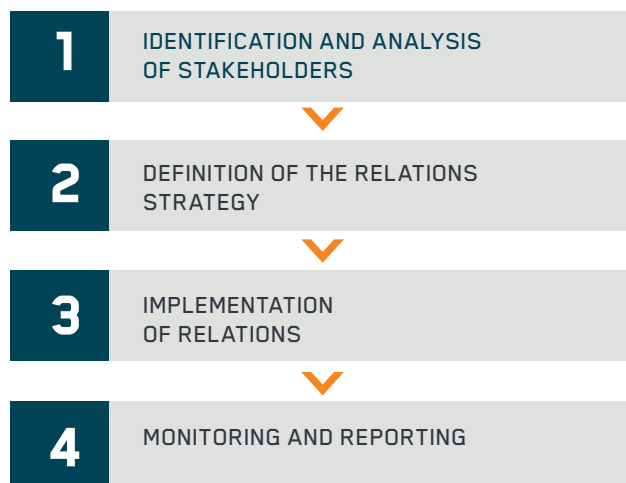 1
IDENTIFICATION AND ANALYSIS
OF STAKEHOLDERS
2
DEFINITION OF THE RELATIONS
STRATEGY
3
IMPLEMENTATION
OF RELATIONS
4
MONITORING AND REPORTING